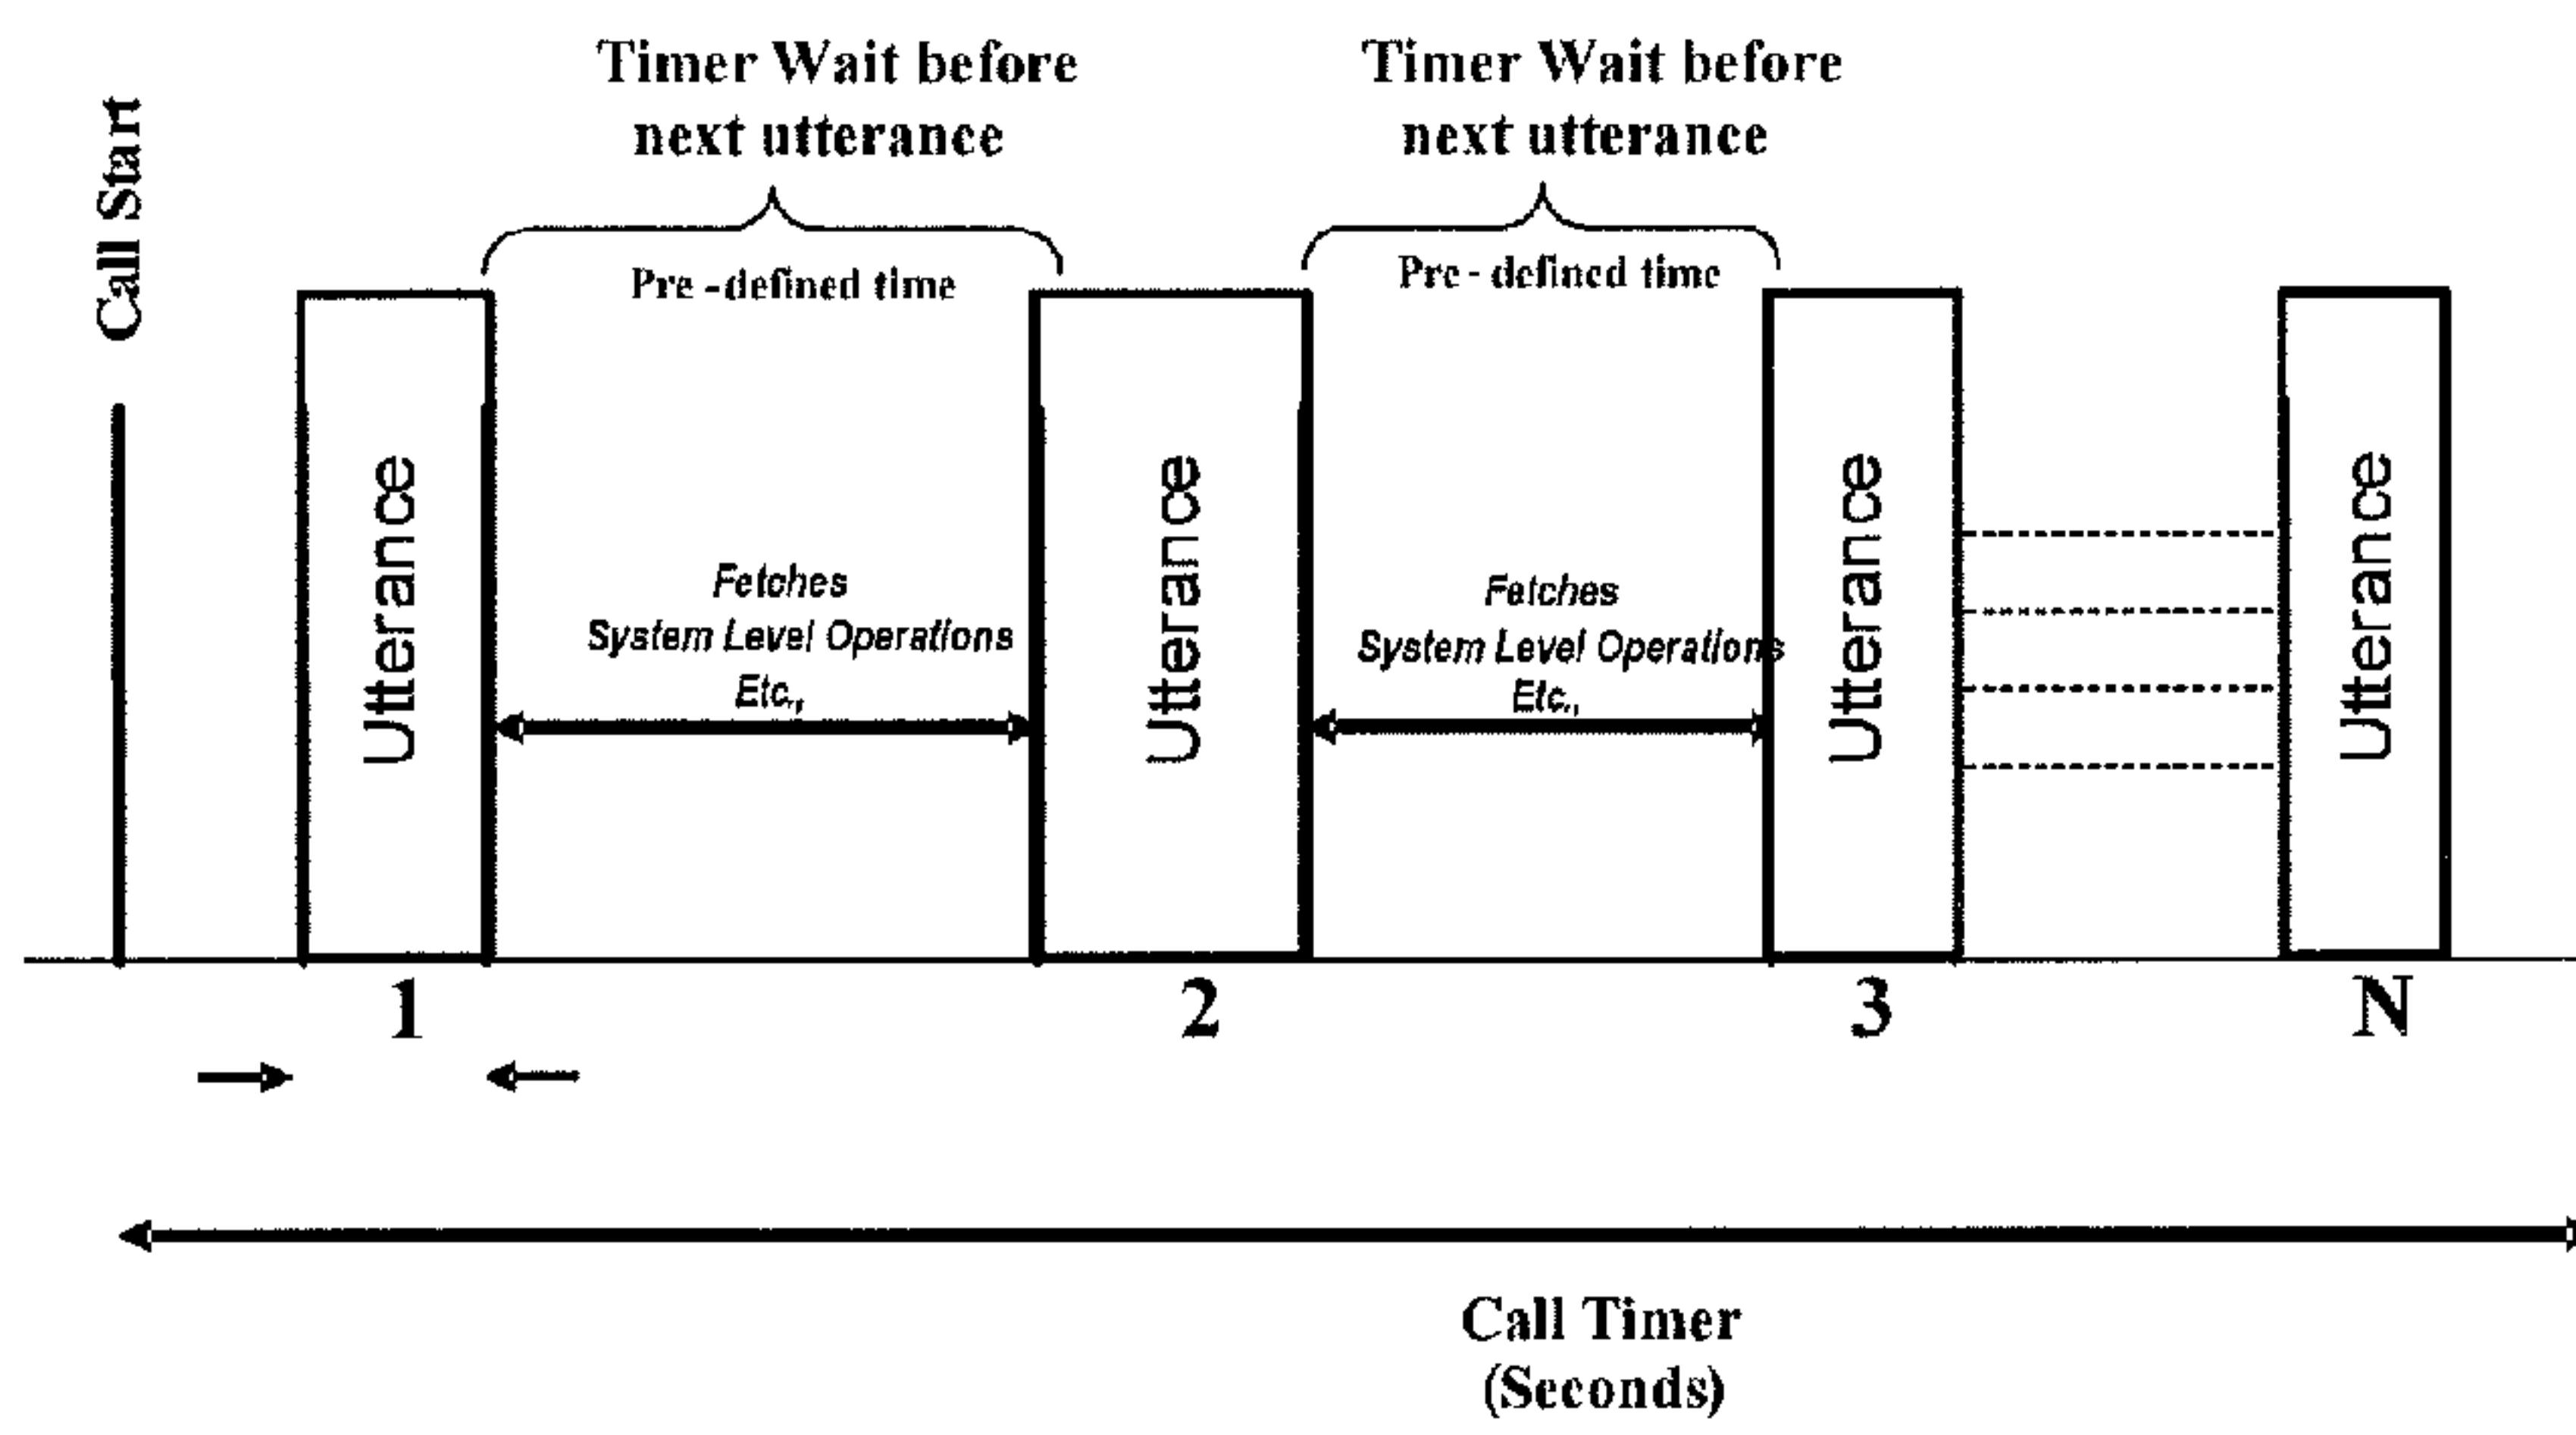 Call Start
Timer Wait before
next utterance
Pre-defined time
Timer Wait before
next utterance
Pre-defined time
Utterance
Fetches
System Level Operations
Etc.,
Utterance
Fetches
System Level Operations
Etc.,
Utterance
Utterance
1
2
3
N
Call Timer
(Seconds)